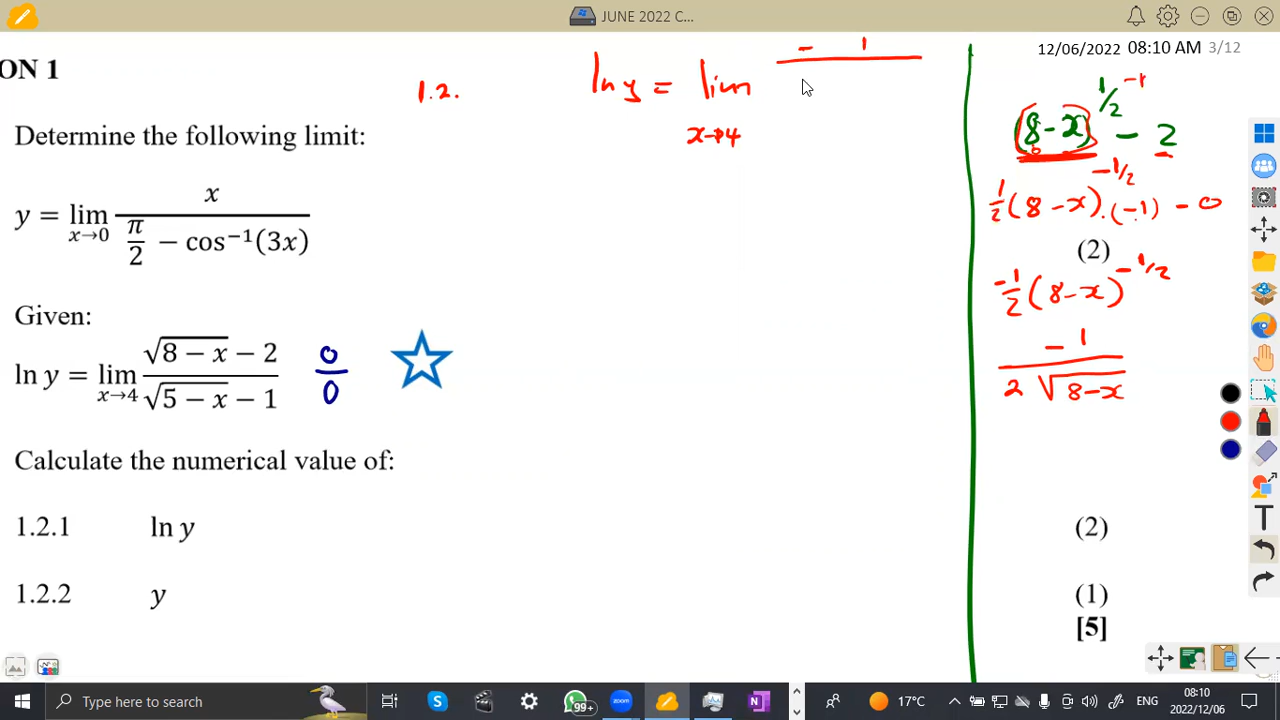 JUNE 2022 C...
12/06/2022 08:10 AM 3/12
ON 1
1.2. ln y = lim x→4 - 1
Determine the following limit:
y = lim x→0 x / (π/2 − cos⁻¹(3x))
(2)
Given:
ln y = lim x→4 (√(8 − x) − 2) / (√(5 − x) − 1) 0/0
Calculate the numerical value of:
1.2.1 ln y (2)
1.2.2 y (1)
[5]
(8-x)^(1/2 -1) - 2
1/2 (8-x)^(-1/2) . (-1) - 0
-1/2 (8-x)^(-1/2)
-1 / (2 √(8-x))
T
Type here to search
99+
17°C
ENG
08:10
2022/12/06